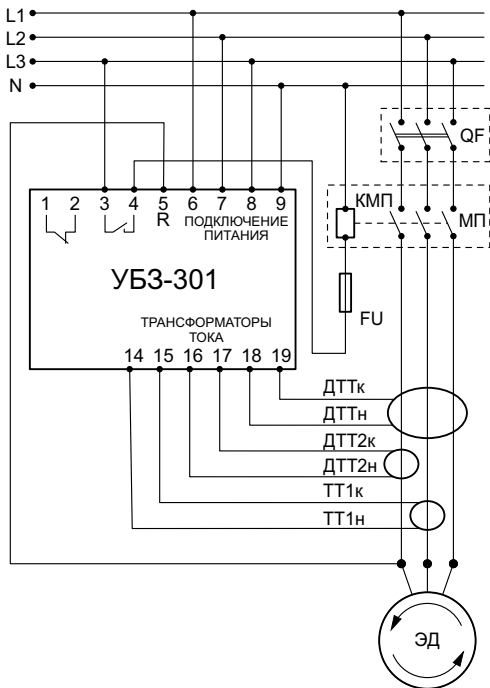 L1
L2
L3
N
QF
КМП
МП
1 2 3 4 5 6 7 8 9
R
ПОДКЛЮЧЕНИЕ
ПИТАНИЯ
УБЗ-301
FU
ТРАНСФОРМАТОРЫ
ТОКА
14 15 16 17 18 19
ДТТк
ДТТн
ДТТ2к
ДТТ2н
ТТ1к
ТТ1н
ЭД